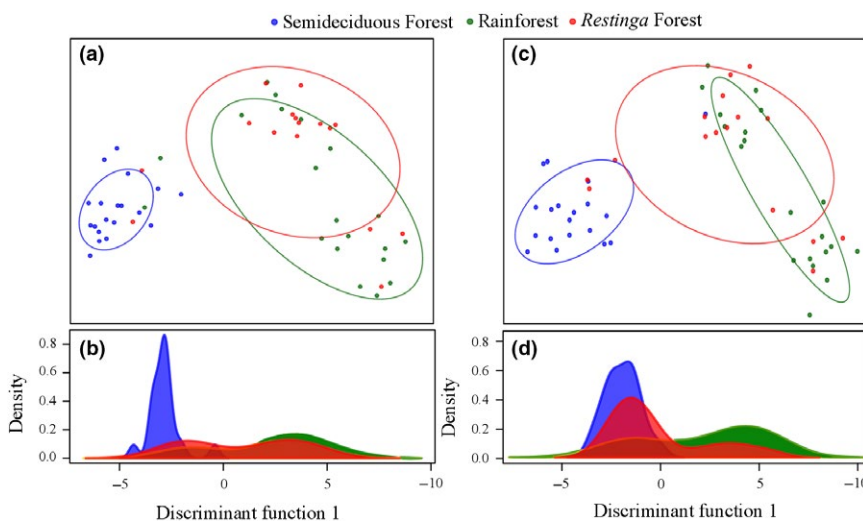 Semideciduous Forest Rainforest Restinga Forest
(a)
(c)
(b)
0.8
0.6
0.4
0.2
0.0
Density
−5
0
5
−10
Discriminant function 1
(d)
0.8
0.6
0.4
0.2
0.0
Density
−5
0
5
−10
Discriminant function 1